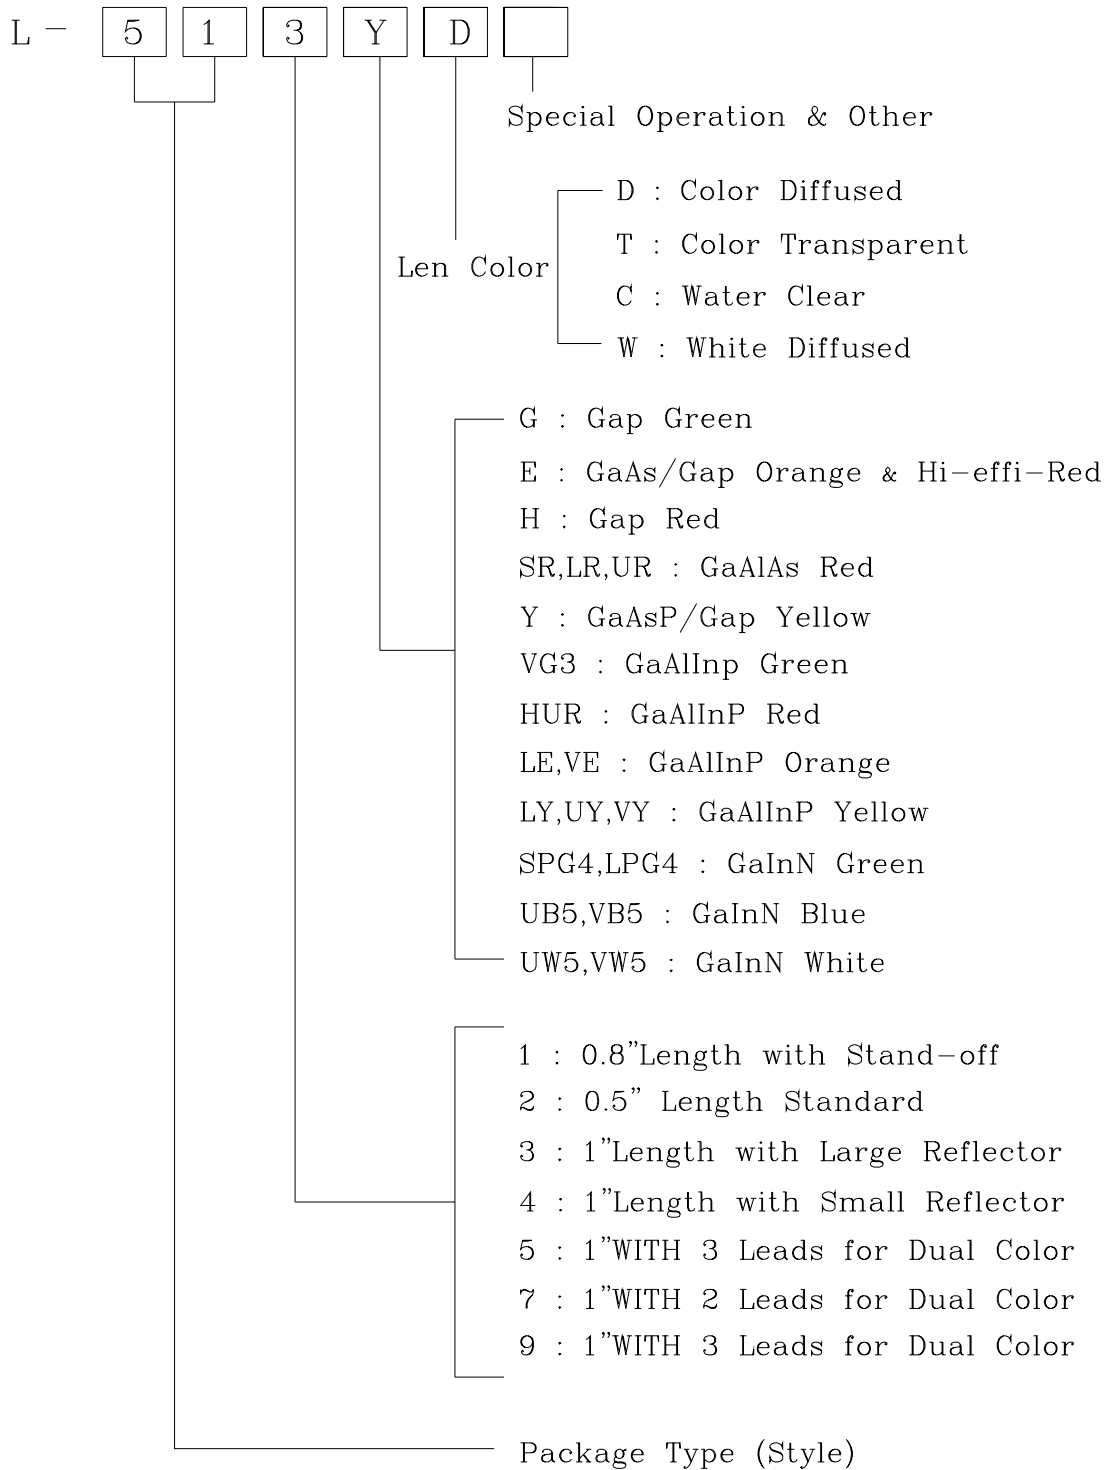 L- 5 1 3 Y D
Special Operation & Other
D : Color Diffused
T : Color Transparent
Len Color
C : Water Clear
W : White Diffused
G : Gap Green
E : GaAs/Gap Orange & Hi-effi-Red
H : Gap Red
SR,LR,UR : GaAlAs Red
Y : GaAsP/Gap Yellow
VG3 : GaAlInp Green
HUR : GaAlInP Red
LE,VE : GaAlInP Orange
LY,UY,VY : GaAlInP Yellow
SPG4,LPG4 : GaInN Green
UB5,VB5 : GaInN Blue
UW5,VW5 : GaInN White
1 : 0.8"Length with Stand-off
2 : 0.5" Length Standard
3 : 1"Length with Large Reflector
4 : 1"Length with Small Reflector
5 : 1"WITH 3 Leads for Dual Color
7 : 1"WITH 2 Leads for Dual Color
9 : 1"WITH 3 Leads for Dual Color
Package Type (Style)